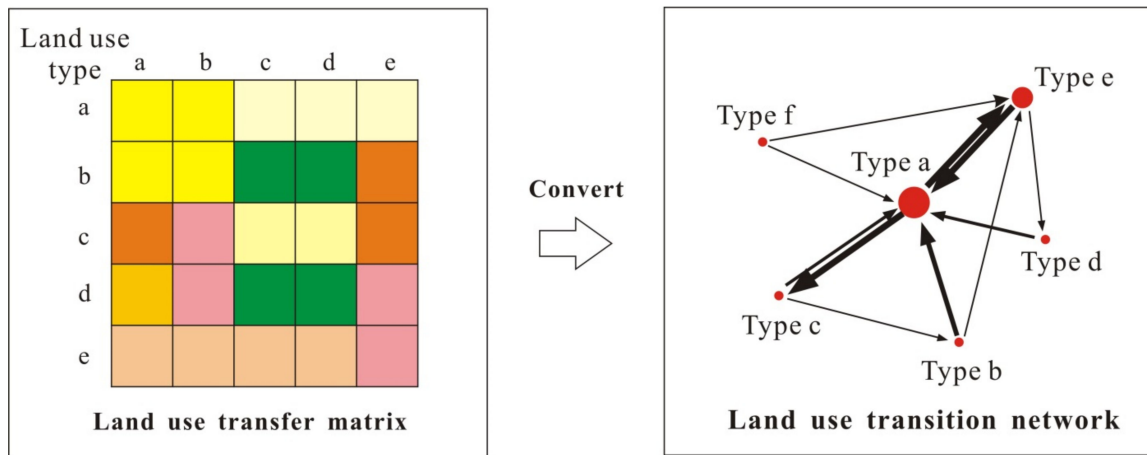 Land use
type
a b c d e
a
b
c
d
e
Land use transfer matrix
Convert
Type e
Type f
Type a
Type d
Type c
Type b
Land use transition network